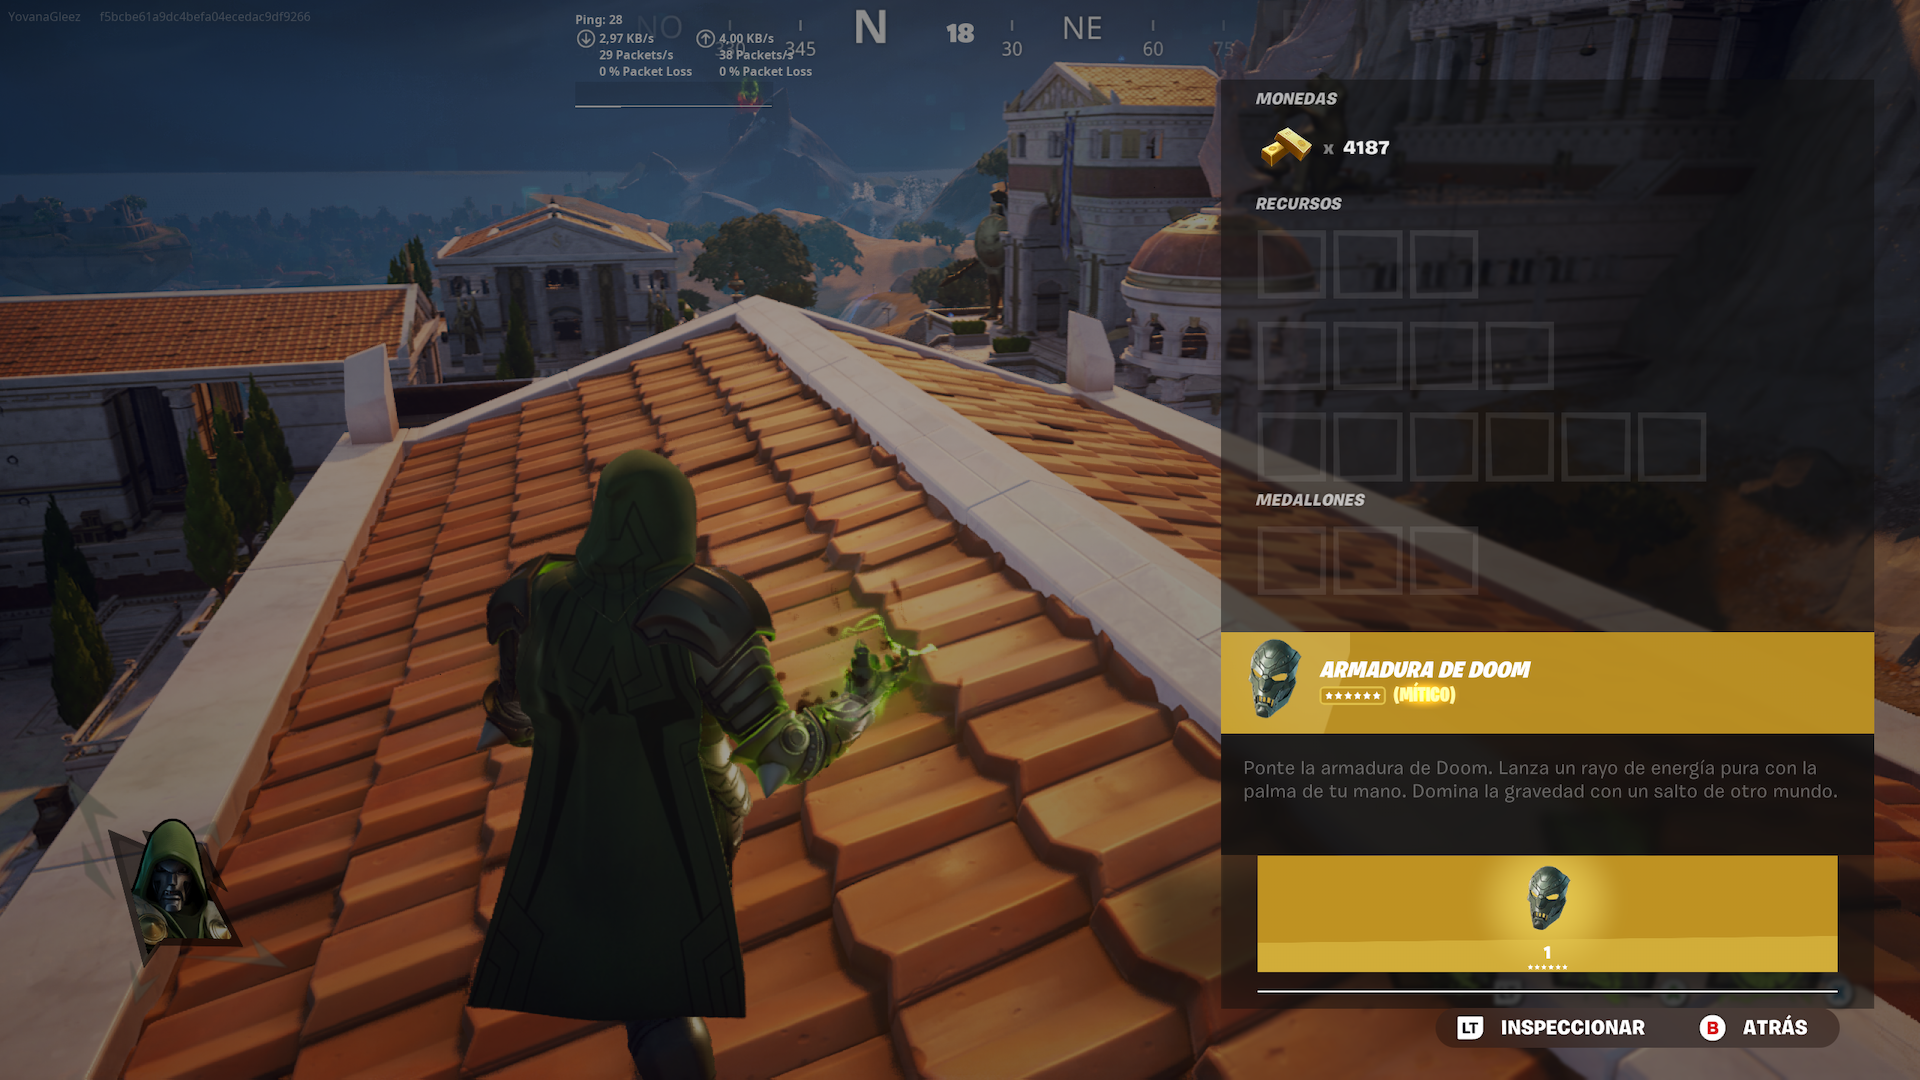 YovanaGleez f5bcbe61a9dc4befa04ecedac9df9266
Ping: 28
2,97 KB/s 4,00 KB/s
29 Packets/s 38 Packets/s
0 % Packet Loss 0 % Packet Loss
NO N 18 NE
330 345 30 60 75
MONEDAS
x 4187
RECURSOS
MEDALLONES
ARMADURA DE DOOM
(MÍTICO)
Ponte la armadura de Doom. Lanza un rayo de energía pura con la
palma de tu mano. Domina la gravedad con un salto de otro mundo.
1
LT INSPECCIONAR B ATRÁS